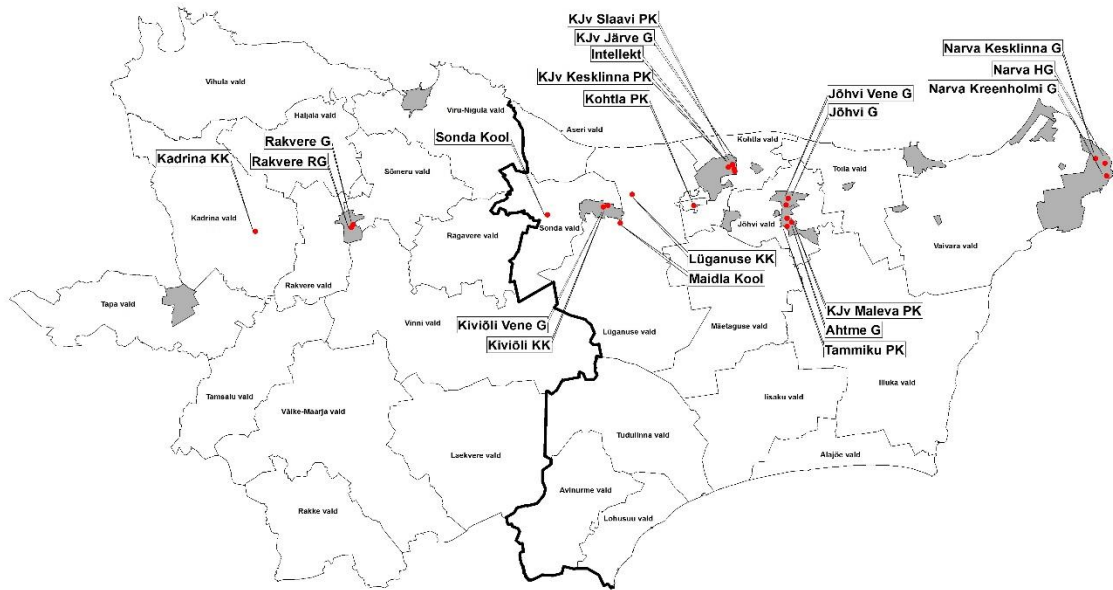 KJv Slaavi PK
KJv Järve G
Intellekt
KJv Kesklinna PK
Kohtla PK
Narva Kesklinna G
Narva HG
Narva Kreenholmi G
Jõhvi Vene G
Jõhvi G
Vihula vald
Haljala vald
Viru-Nigula vald
Aseri vald
Kohtla vald
Toila vald
Rakvere G
Rakvere RG
Kadrina KK
Sonda Kool
Sõmeru vald
Kadrina vald
Rägavere vald
Sonda vald
Jõhvi vald
Vaivara vald
Lüganuse KK
Maidla Kool
Rakvere vald
Tapa vald
Vinni vald
Kiviõli Vene G
Kiviõli KK
Lüganuse vald
Mäetaguse vald
KJv Maleva PK
Ahtme G
Tammiku PK
Illuka vald
Tamsalu vald
Väike-Maarja vald
Iisaku vald
Laekvere vald
Tudulinna vald
Alajõe vald
Avinurme vald
Rakke vald
Lohusuu vald